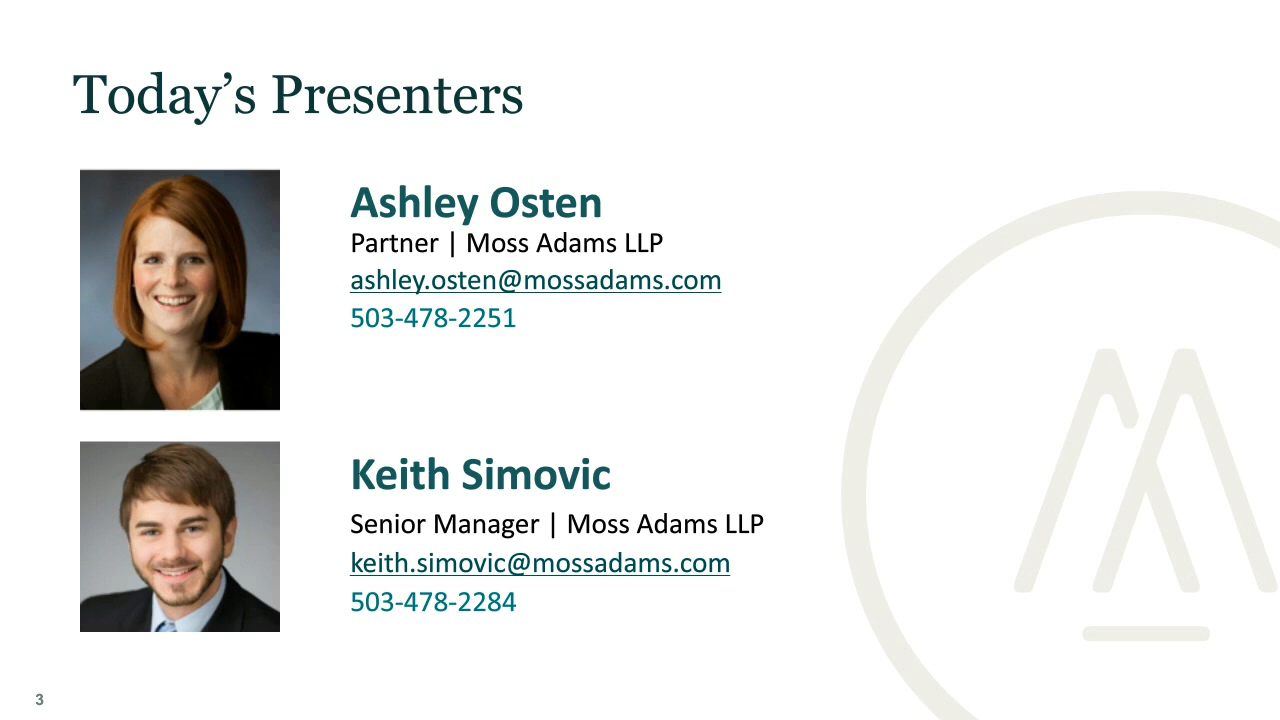 Today’s Presenters
Ashley Osten
Partner | Moss Adams LLP
ashley.osten@mossadams.com
503-478-2251
Keith Simovic
Senior Manager | Moss Adams LLP
keith.simovic@mossadams.com
503-478-2284
3